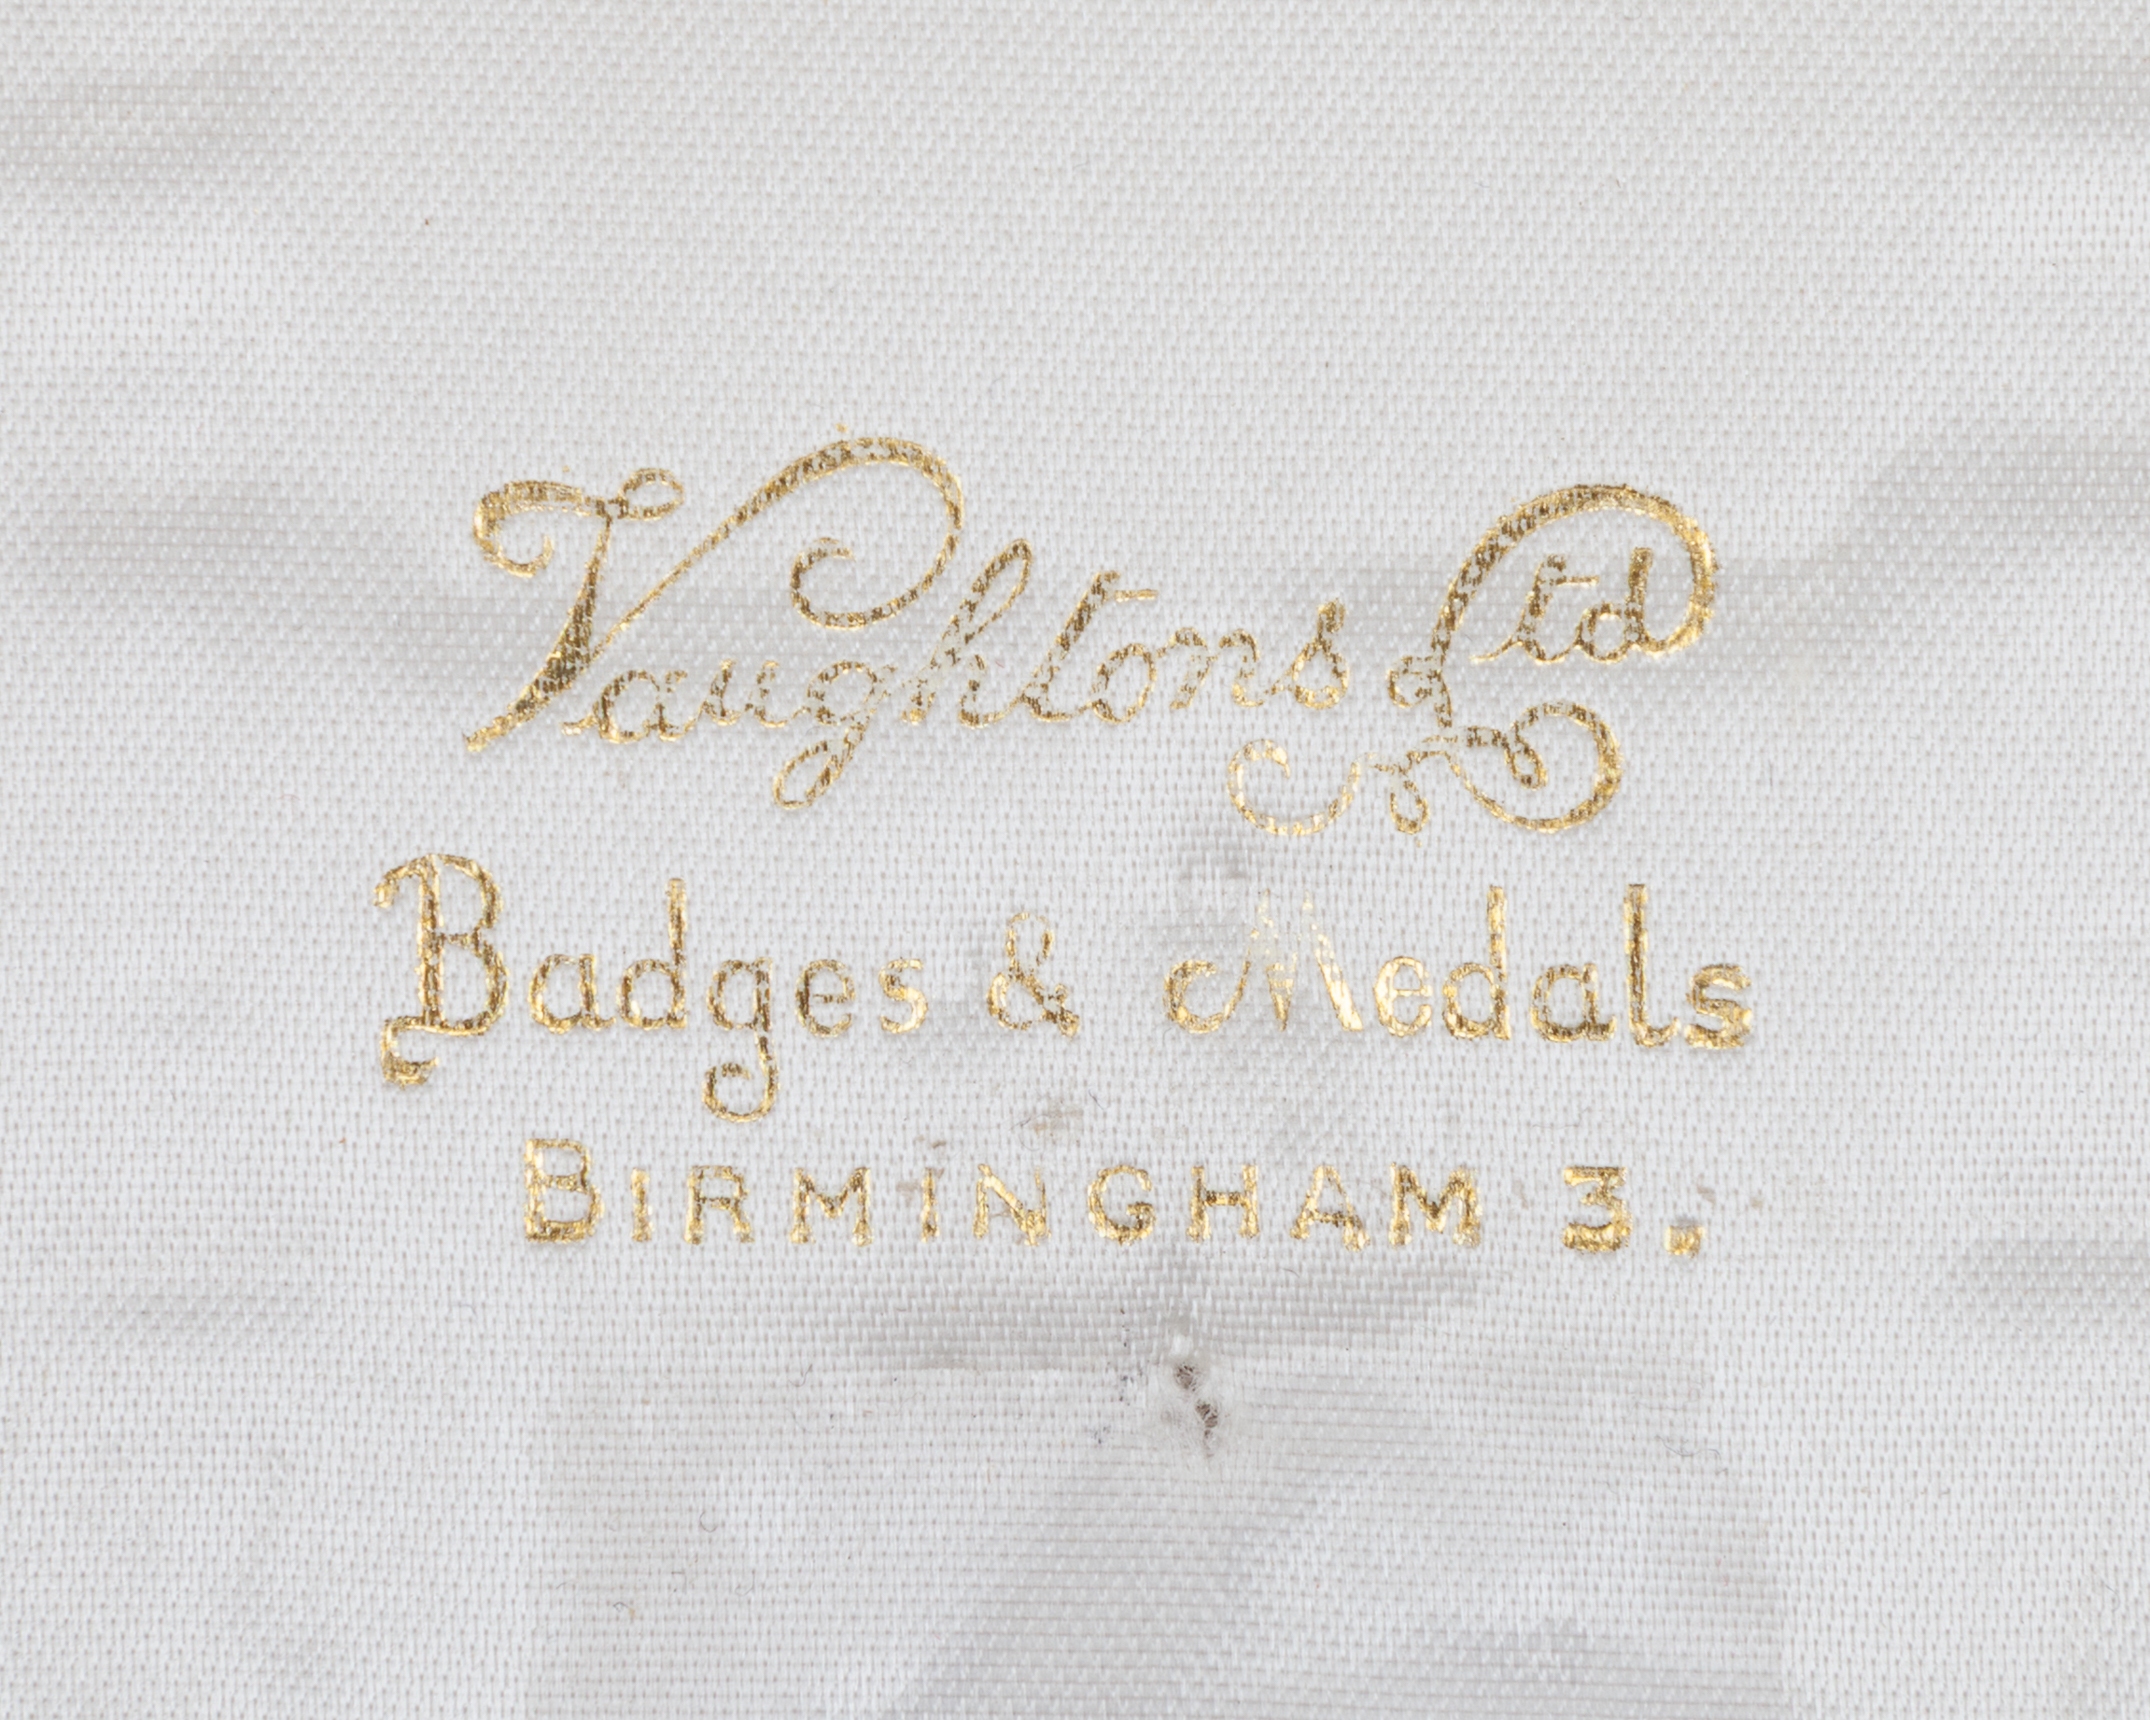 Vaughtons Ltd
Badges & Medals
BIRMINGHAM 3.